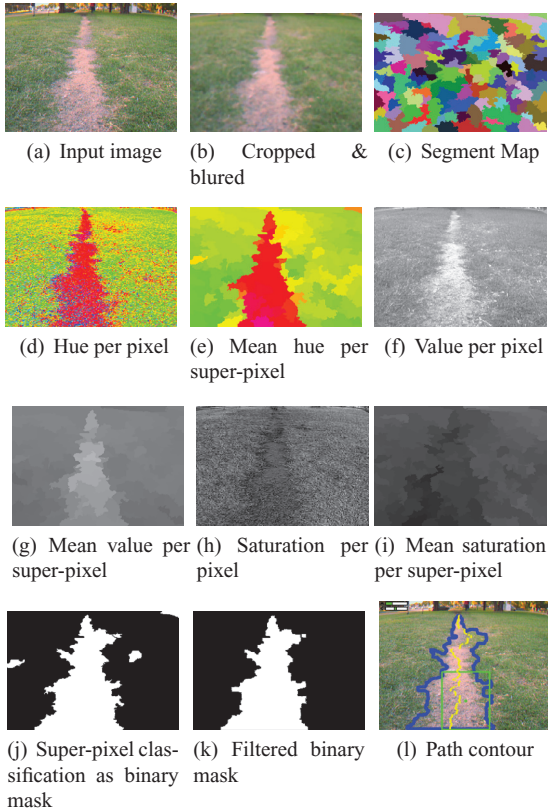 (a) Input image
(b) Cropped &
blured
(c) Segment Map
(d) Hue per pixel
(e) Mean hue per
super-pixel
(f) Value per pixel
(g) Mean value per
super-pixel
(h) Saturation per
pixel
(i) Mean saturation
per super-pixel
(j) Super-pixel clas-
sification as binary
mask
(k) Filtered binary
mask
(l) Path contour